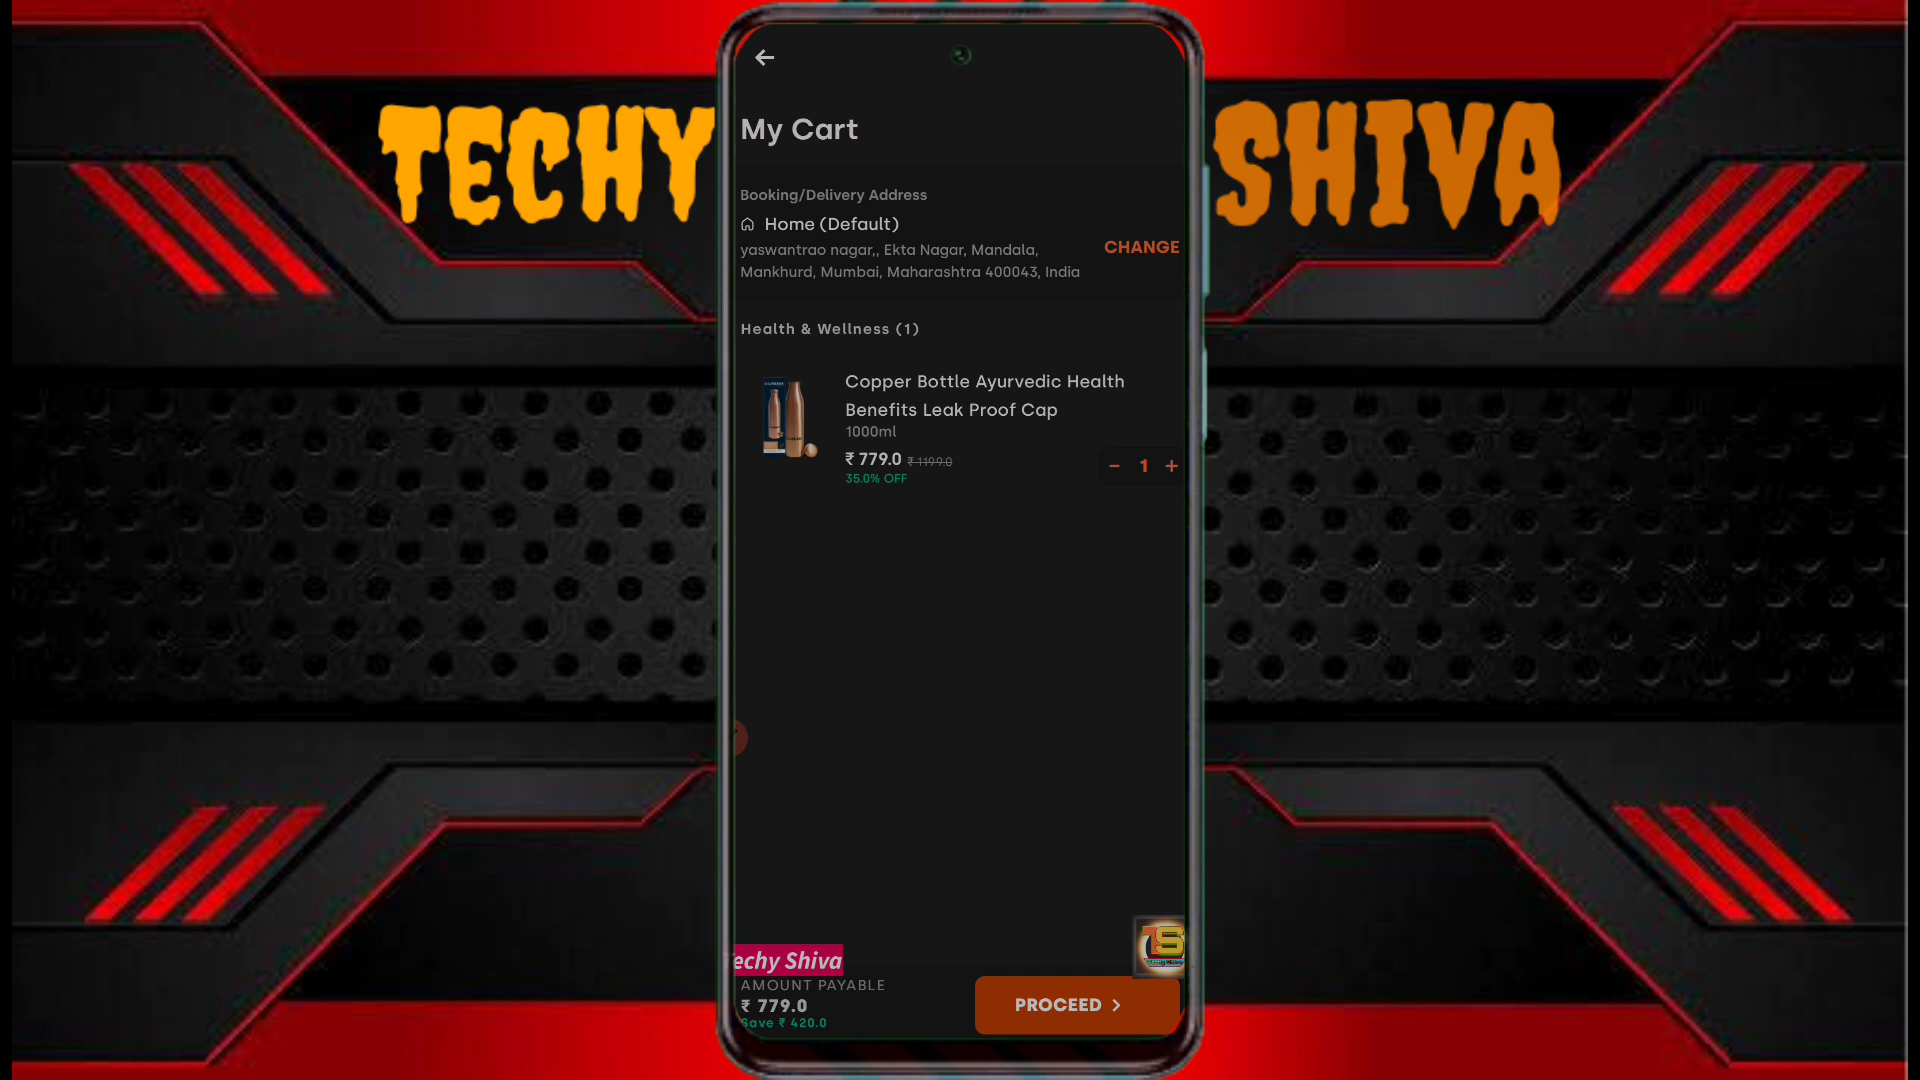 TECHY SHIVA
My Cart
Booking/Delivery Address
Home (Default)
yaswantrao nagar,, Ekta Nagar, Mandala,
Mankhurd, Mumbai, Maharashtra 400043, India
CHANGE
Health & Wellness (1)
Copper Bottle Ayurvedic Health
Benefits Leak Proof Cap
1000ml
₹ 779.0 ₹ 1199.0
35.0% OFF
− 1 +
echy Shiva
TS
AMOUNT PAYABLE
₹ 779.0
Save ₹ 420.0
PROCEED >